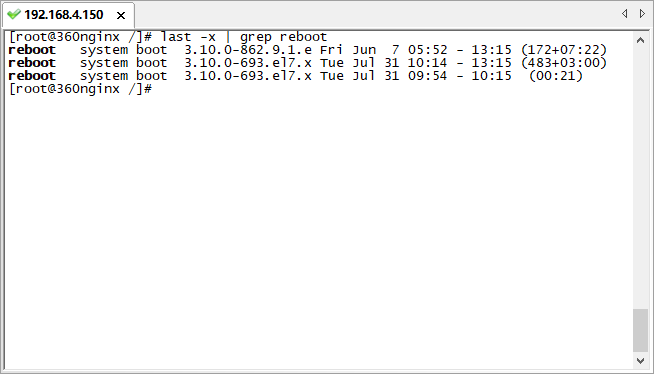 192.168.4.150
[root@360nginx /]# last -x | grep reboot
reboot   system boot  3.10.0-862.9.1.e Fri Jun  7 05:52 - 13:15 (172+07:22)
reboot   system boot  3.10.0-693.el7.x Tue Jul 31 10:14 - 13:15 (483+03:00)
reboot   system boot  3.10.0-693.el7.x Tue Jul 31 09:54 - 10:15  (00:21)
[root@360nginx /]#